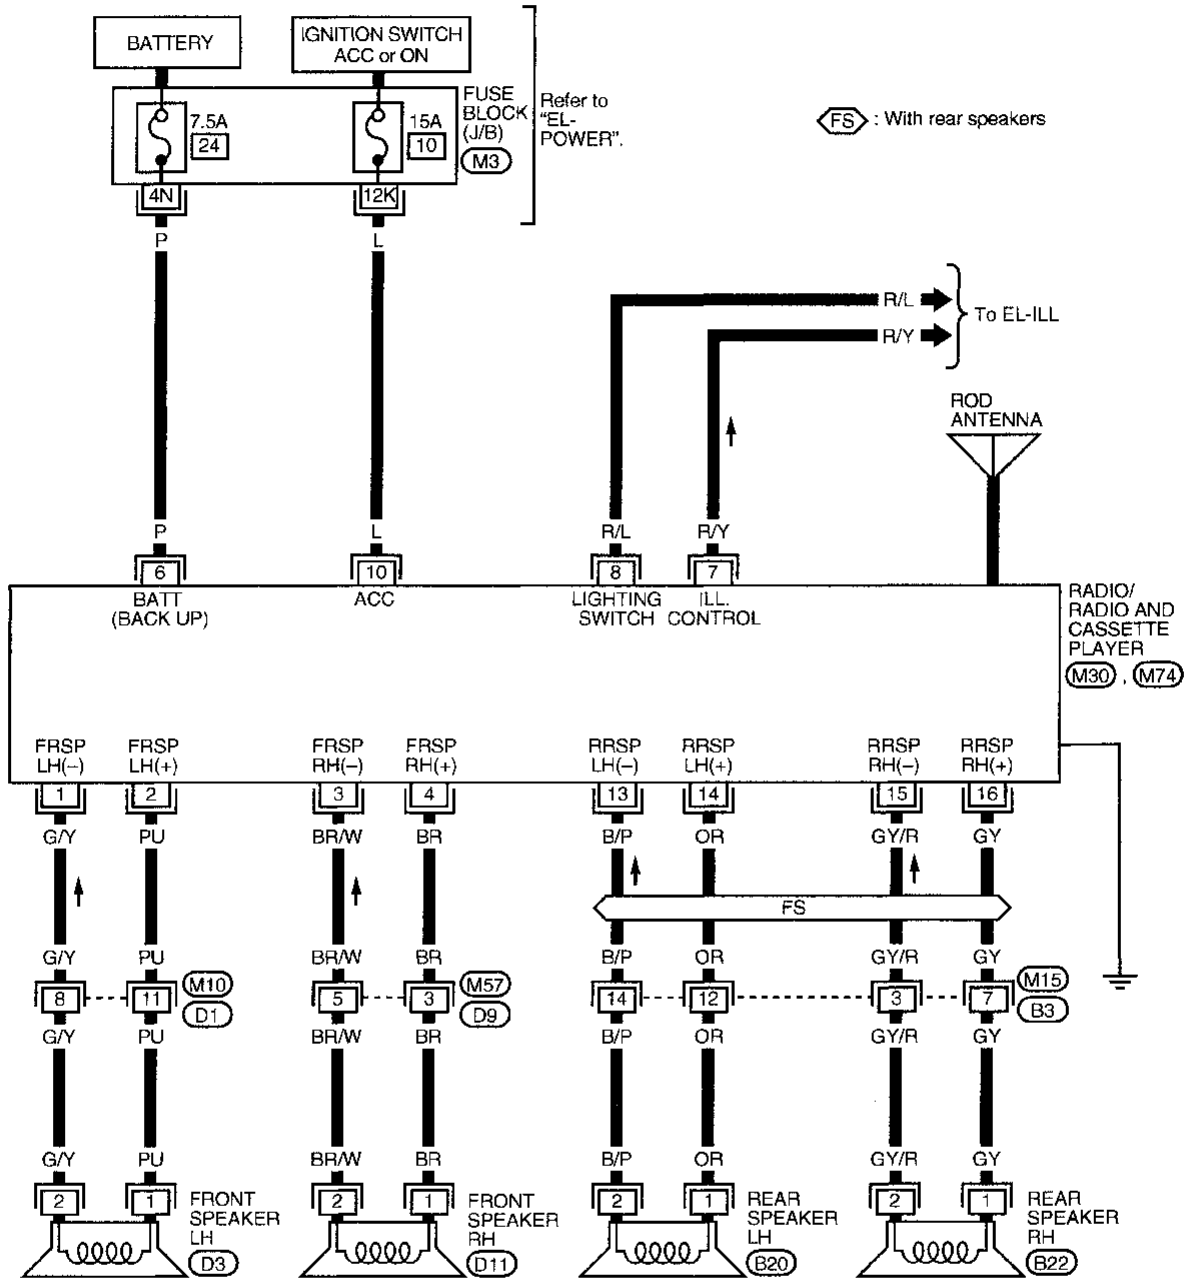 BATTERY
IGNITION SWITCH
ACC or ON
7.5A
24
15A
10
FUSE
BLOCK
(J/B)
M3
Refer to
"EL-
POWER".
FS : With rear speakers
4N
12K
P
L
R/L
R/Y
To EL-ILL
ROD
ANTENNA
P
L
R/L
R/Y
6
10
8
7
BATT
(BACK UP)
ACC
LIGHTING
SWITCH
ILL.
CONTROL
RADIO/
RADIO AND
CASSETTE
PLAYER
M30 , M74
FRSP
LH(–)
FRSP
LH(+)
FRSP
RH(–)
FRSP
RH(+)
RRSP
LH(–)
RRSP
LH(+)
RRSP
RH(–)
RRSP
RH(+)
1 2 3 4 13 14 15 16
G/Y PU BR/W BR B/P OR GY/R GY
FS
G/Y PU BR/W BR B/P OR GY/R GY
8 11 M10 D1
5 3 M57 D9
14 12 3 7 M15 B3
G/Y PU BR/W BR B/P OR GY/R GY
G/Y PU BR/W BR B/P OR GY/R GY
2 1 2 1 2 1 2 1
FRONT
SPEAKER
LH
D3
FRONT
SPEAKER
RH
D11
REAR
SPEAKER
LH
B20
REAR
SPEAKER
RH
B22